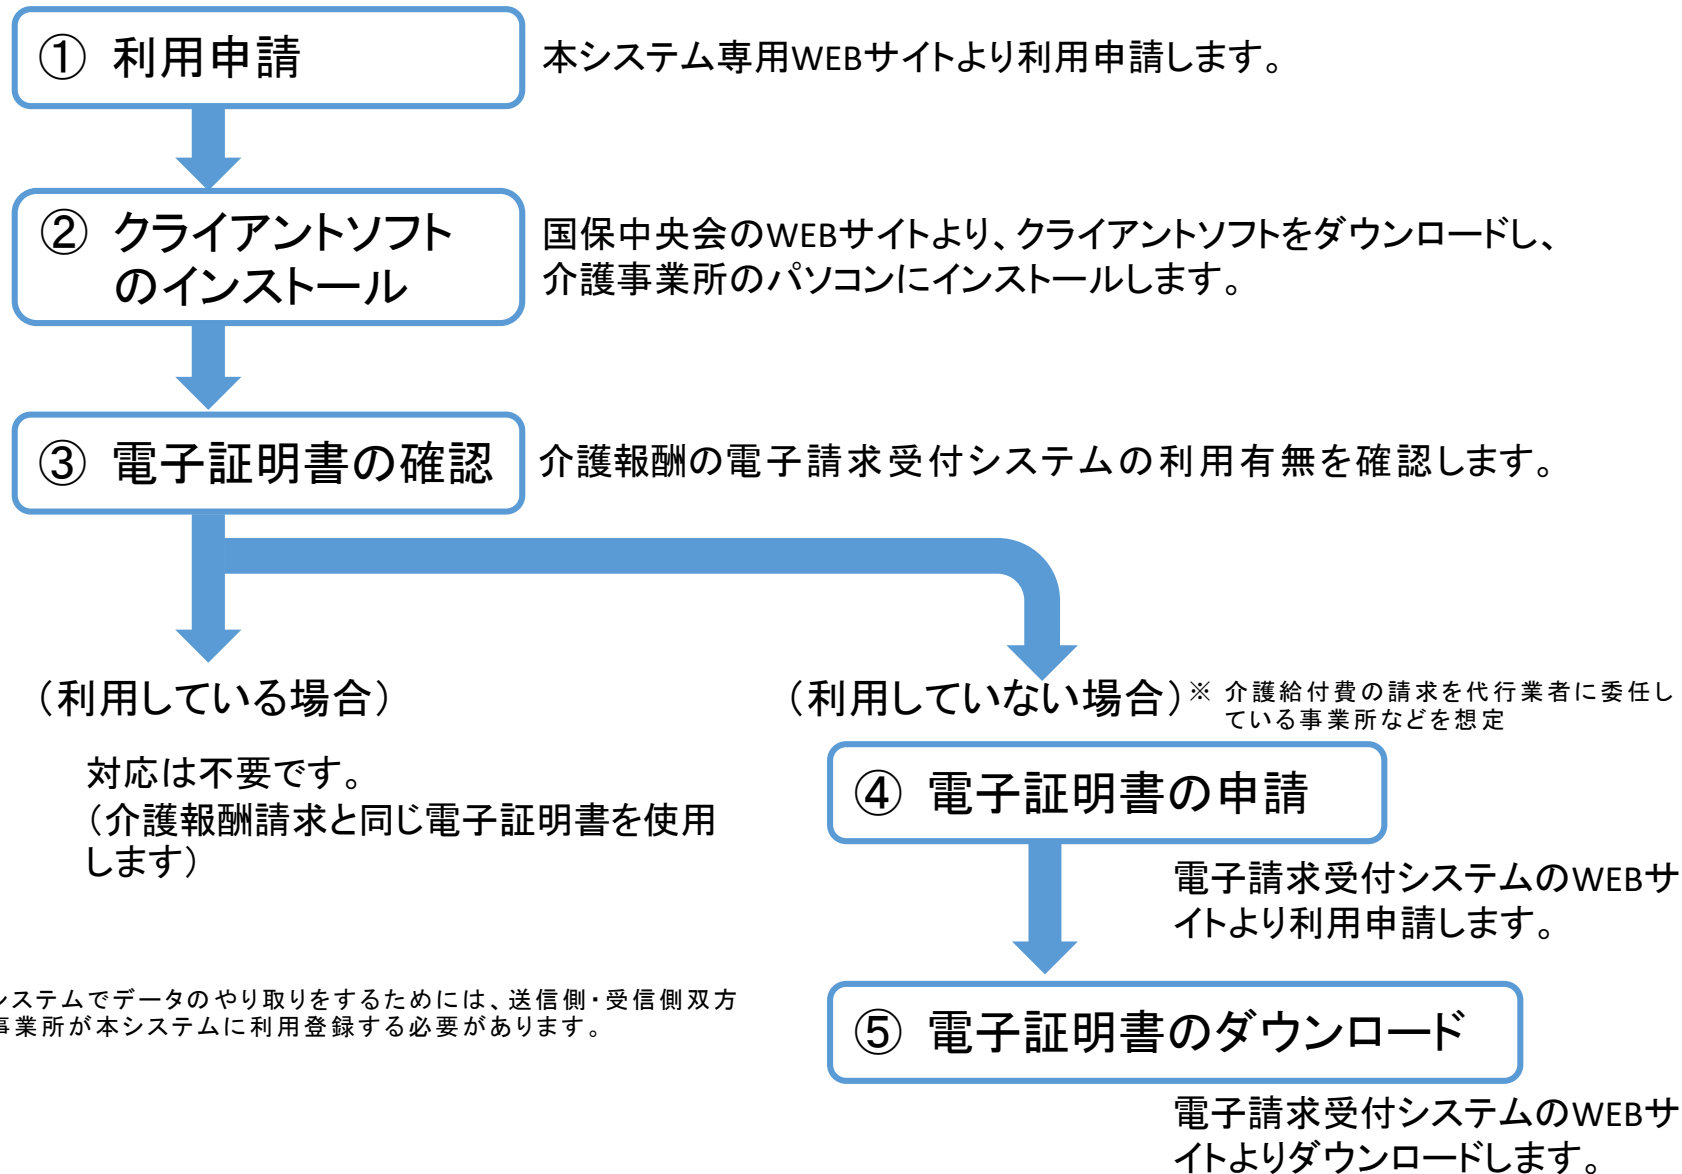 ① 利用申請
本システム専用WEBサイトより利用申請します。
② クライアントソフト
のインストール
国保中央会のWEBサイトより、クライアントソフトをダウンロードし、
介護事業所のパソコンにインストールします。
③ 電子証明書の確認
介護報酬の電子請求受付システムの利用有無を確認します。
（利用している場合）
対応は不要です。
（介護報酬請求と同じ電子証明書を使用
します）
（利用していない場合）
※ 介護給付費の請求を代行業者に委任し
ている事業所などを想定
④ 電子証明書の申請
電子請求受付システムのWEBサ
イトより利用申請します。
⑤ 電子証明書のダウンロード
電子請求受付システムのWEBサ
イトよりダウンロードします。
システムでデータのやり取りをするためには、送信側・受信側双方
事業所が本システムに利用登録する必要があります。